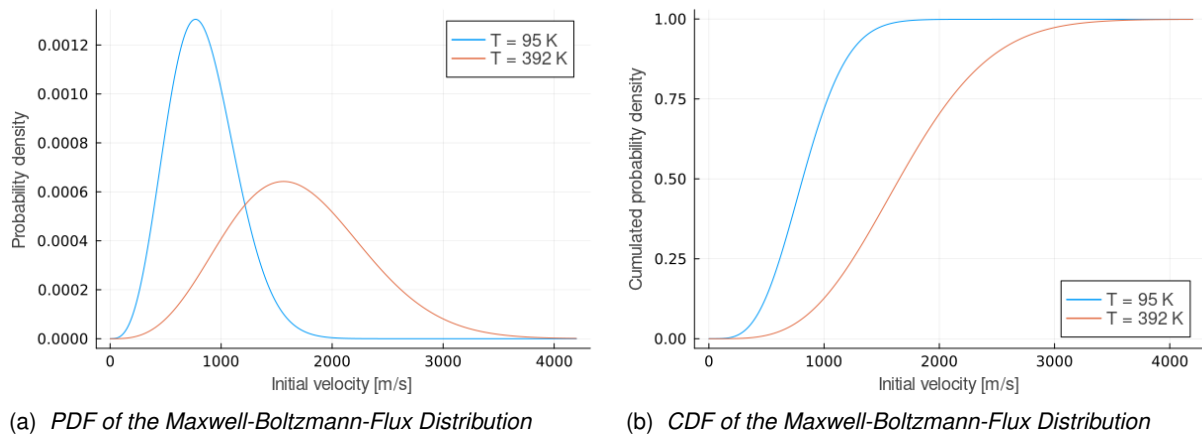 0.0012
0.0010
0.0008
0.0006
0.0004
0.0002
0.0000
Probability density
T = 95 K
T = 392 K
0 1000 2000 3000 4000
Initial velocity [m/s]
(a) PDF of the Maxwell-Boltzmann-Flux Distribution
1.00
0.75
0.50
0.25
0.00
Cumulated probability density
T = 95 K
T = 392 K
0 1000 2000 3000 4000
Initial velocity [m/s]
(b) CDF of the Maxwell-Boltzmann-Flux Distribution